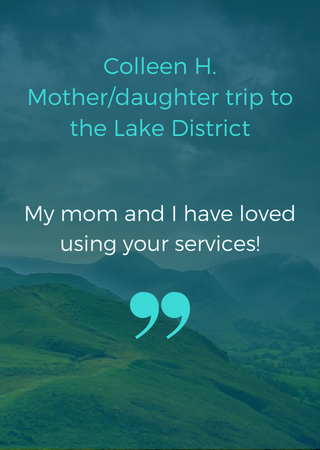 Colleen H.
Mother/daughter trip to
the Lake District
My mom and I have loved
using your services!
”